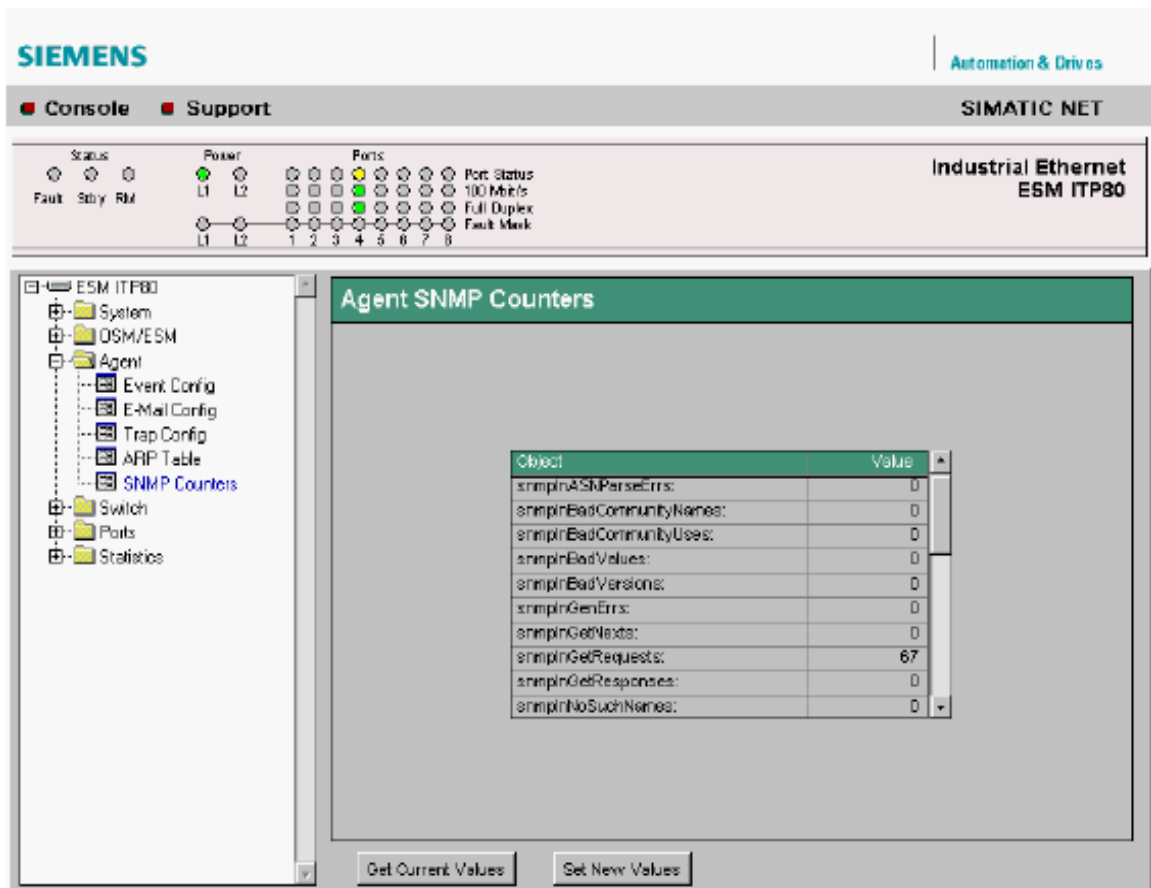 SIEMENS
Automation & Drives
Console Support SIMATIC NET
Status Power Ports
Port Status
L1 L2 100 Mbit/s
Fault Stby RM Full Duplex
Fault Mask
L1 L2 1 2 3 4 5 6 7 8
Industrial Ethernet
ESM ITP80
ESM ITP80
System
OSM/ESM
Agent
Event Config
E-Mail Config
Trap Config
ARP Table
SNMP Counters
Switch
Ports
Statistics
Agent SNMP Counters
Object Value
snmpInASNParseErrs: 0
snmpInBadCommunityNames: 0
snmpInBadCommunityUses: 0
snmpInBadValues: 0
snmpInBadVersions: 0
snmpInGenErrs: 0
snmpInGetNexts: 0
snmpInGetRequests: 67
snmpInGetResponses: 0
snmpInNoSuchNames: 0
Get Current Values Set New Values